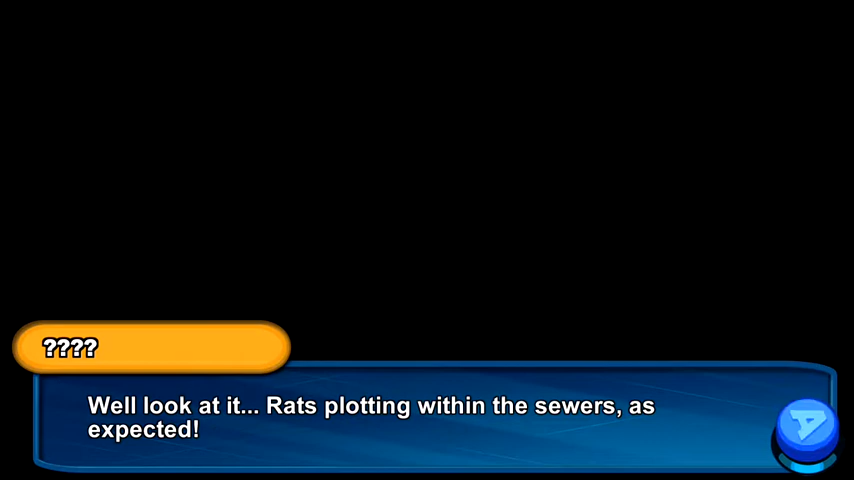 ????
Well look at it... Rats plotting within the sewers, as
expected!
A